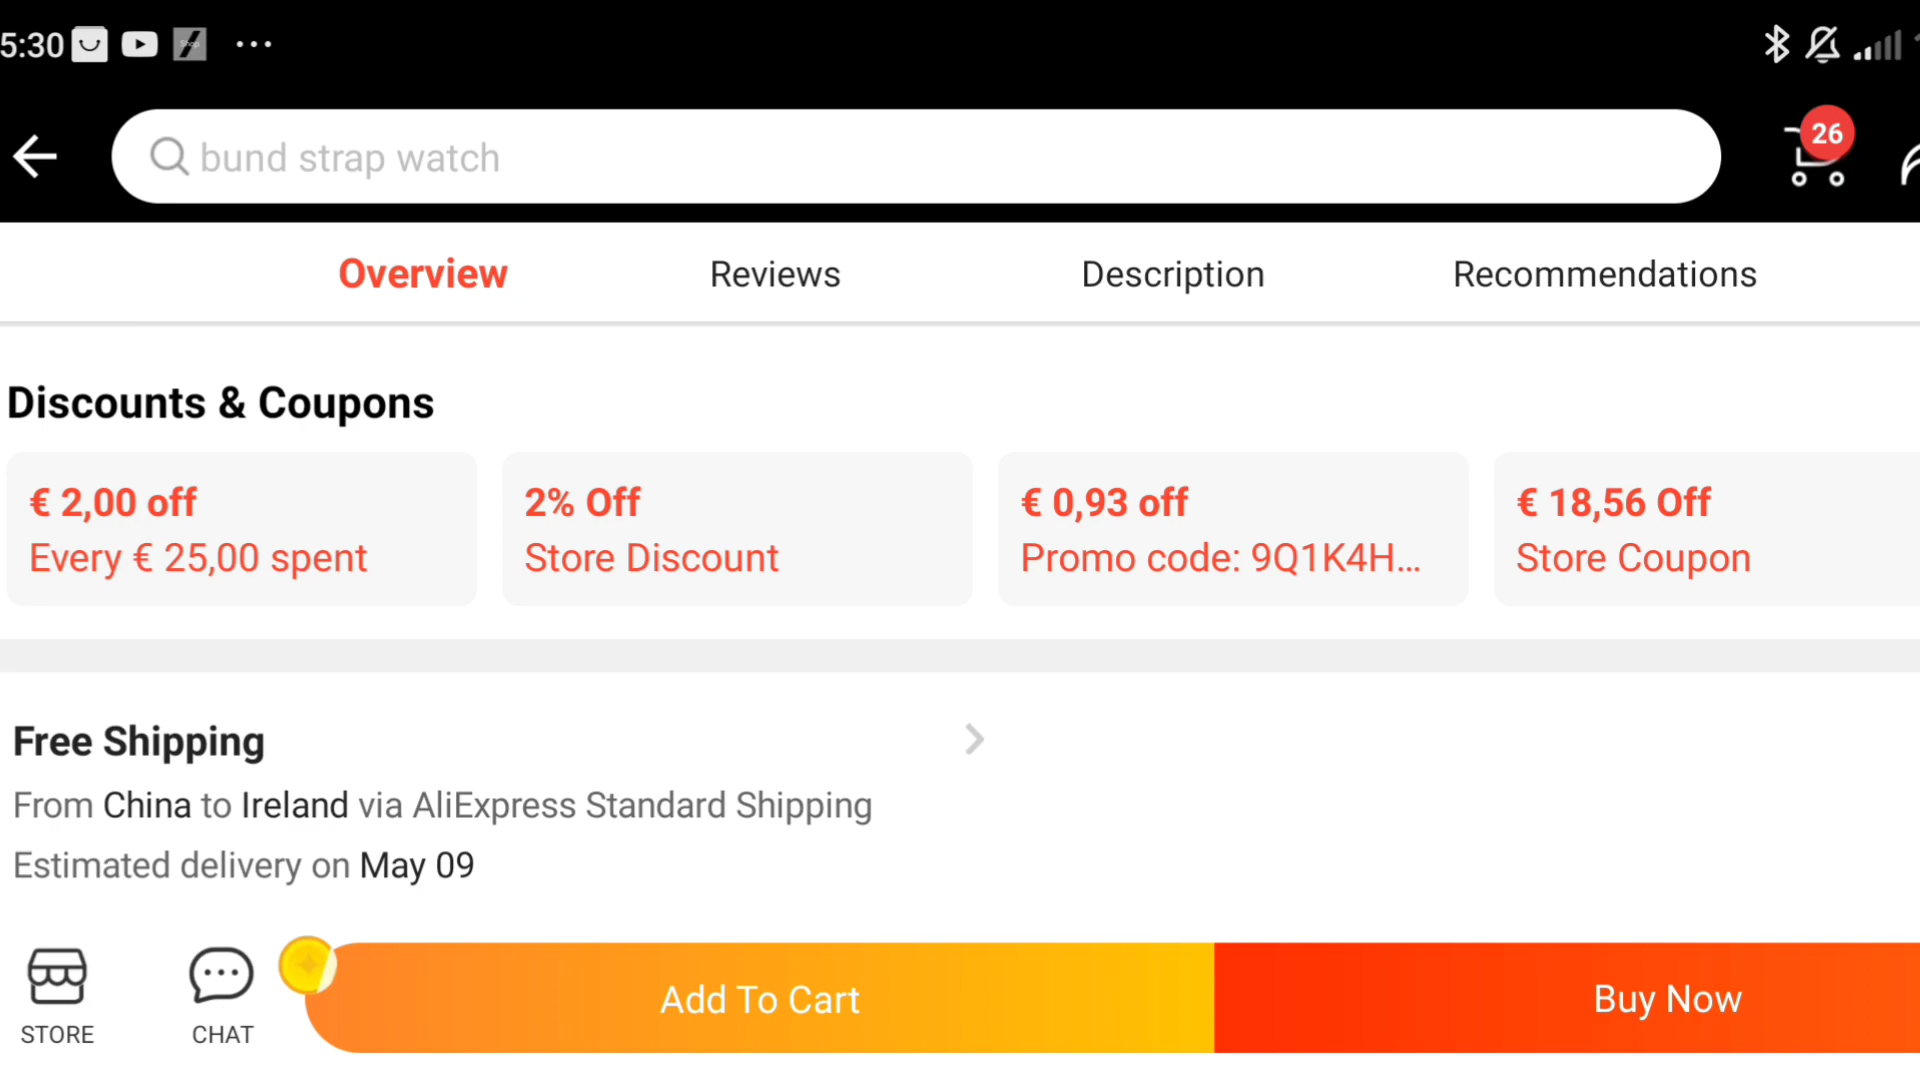 5:30
26
bund strap watch
Overview Reviews Description Recommendations
Discounts & Coupons
€ 2,00 off
Every € 25,00 spent
2% Off
Store Discount
€ 0,93 off
Promo code: 9Q1K4H...
€ 18,56 Off
Store Coupon
Free Shipping
From China to Ireland via AliExpress Standard Shipping
Estimated delivery on May 09
STORE
CHAT
Add To Cart
Buy Now